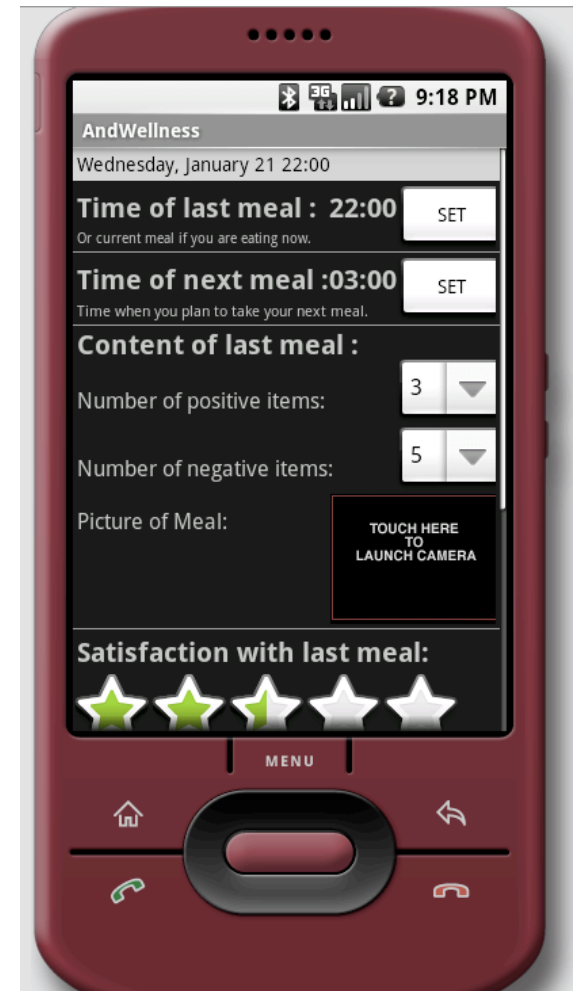 3G
9:18 PM
AndWellness
Wednesday, January 21 22:00
Time of last meal : 22:00
SET
Or current meal if you are eating now.
Time of next meal :03:00
SET
Time when you plan to take your next meal.
Content of last meal :
Number of positive items:
3
Number of negative items:
5
Picture of Meal:
TOUCH HERE
TO
LAUNCH CAMERA
Satisfaction with last meal:
MENU